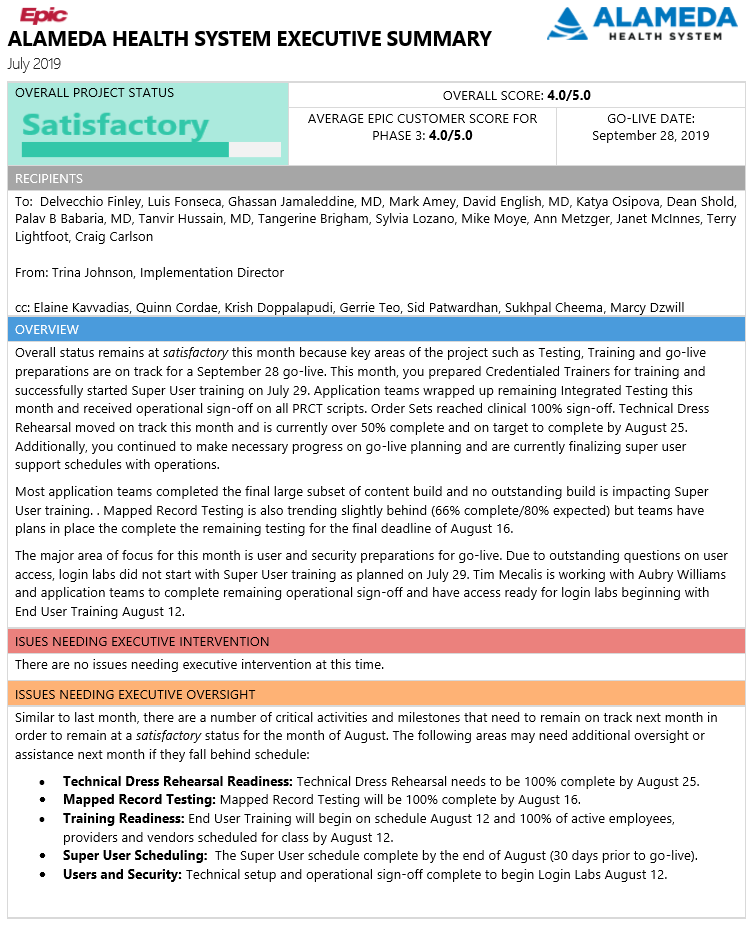 Epic
ALAMEDA HEALTH SYSTEM EXECUTIVE SUMMARY
ALAMEDA
HEALTH SYSTEM
July 2019
OVERALL PROJECT STATUS
Satisfactory
OVERALL SCORE: 4.0/5.0
AVERAGE EPIC CUSTOMER SCORE FOR
PHASE 3: 4.0/5.0
GO-LIVE DATE:
September 28, 2019
RECIPIENTS
To:  Delvecchio Finley, Luis Fonseca, Ghassan Jamaleddine, MD, Mark Amey, David English, MD, Katya Osipova, Dean Shold,
Palav B Babaria, MD, Tanvir Hussain, MD, Tangerine Brigham, Sylvia Lozano, Mike Moye, Ann Metzger, Janet McInnes, Terry
Lightfoot, Craig Carlson
From: Trina Johnson, Implementation Director
cc: Elaine Kavvadias, Quinn Cordae, Krish Doppalapudi, Gerrie Teo, Sid Patwardhan, Sukhpal Cheema, Marcy Dzwill
OVERVIEW
Overall status remains at satisfactory this month because key areas of the project such as Testing, Training and go-live
preparations are on track for a September 28 go-live. This month, you prepared Credentialed Trainers for training and
successfully started Super User training on July 29. Application teams wrapped up remaining Integrated Testing this
month and received operational sign-off on all PRCT scripts. Order Sets reached clinical 100% sign-off. Technical Dress
Rehearsal moved on track this month and is currently over 50% complete and on target to complete by August 25.
Additionally, you continued to make necessary progress on go-live planning and are currently finalizing super user
support schedules with operations.
Most application teams completed the final large subset of content build and no outstanding build is impacting Super
User training. . Mapped Record Testing is also trending slightly behind (66% complete/80% expected) but teams have
plans in place the complete the remaining testing for the final deadline of August 16.
The major area of focus for this month is user and security preparations for go-live. Due to outstanding questions on user
access, login labs did not start with Super User training as planned on July 29. Tim Mecalis is working with Aubry Williams
and application teams to complete remaining operational sign-off and have access ready for login labs beginning with
End User Training August 12.
ISUES NEEDING EXECUTIVE INTERVENTION
There are no issues needing executive intervention at this time.
ISSUES NEEDING EXECUTIVE OVERSIGHT
Similar to last month, there are a number of critical activities and milestones that need to remain on track next month in
order to remain at a satisfactory status for the month of August. The following areas may need additional oversight or
assistance next month if they fall behind schedule:
• Technical Dress Rehearsal Readiness: Technical Dress Rehearsal needs to be 100% complete by August 25.
• Mapped Record Testing: Mapped Record Testing will be 100% complete by August 16.
• Training Readiness: End User Training will begin on schedule August 12 and 100% of active employees,
providers and vendors scheduled for class by August 12.
• Super User Scheduling:  The Super User schedule complete by the end of August (30 days prior to go-live).
• Users and Security: Technical setup and operational sign-off complete to begin Login Labs August 12.